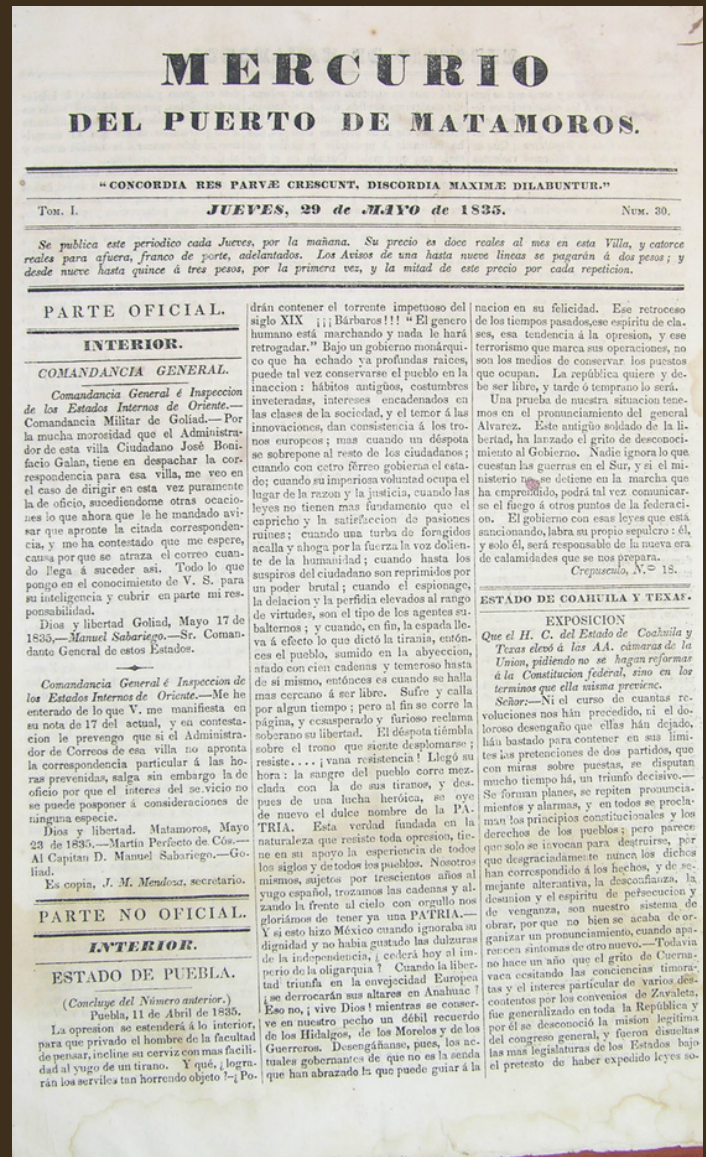 MERCURIO
DEL PUERTO DE MATAMOROS.
"CONCORDIA RES PARVÆ CRESCUNT, DISCORDIA MAXIMÆ DILABUNTUR."
Tom. I.
JUEVES, 29 de MAYO de 1835.
Num. 30.
Se publica este periodico cada Jueves, por la mañana. Su precio es doce reales al mes en esta Villa, y catorce
reales para afuera, franco de porte, adelantados. Los Avisos de una hasta nueve lineas se pagarán á dos pesos; y
desde nueve hasta quince á tres pesos, por la primera vez, y la mitad de este precio por cada repeticion.
PARTE OFICIAL.
INTERIOR.
COMANDANCIA GENERAL.
Comandancia General é Inspeccion
de los Estados Internos de Oriente.—
Comandancia Militar de Goliad.—Por
la mucha morosidad que el Administra-
dor de esta villa Ciudadano José Boni-
facio Galan, tiene en despachar la cor-
respondencia para esa villa, me veo en
el caso de dirigir en esta vez puramente
la de oficio, sucediendome otras ocacio-
nes lo que ahora que le he mandado avi-
sar que apronte la citada corresponden-
cia, y me ha contestado que me espere,
causa por que se atraza el correo cuan-
do llega á suceder asi. Todo lo que
pongo en el conocimiento de V. S. para
su inteligencia y cubrir en parte mi res-
ponsabilidad.
Dios y libertad Goliad, Mayo 17 de
1835,—Manuel Sabariego.—Sr. Coman-
dante General de estos Estados.
Comandancia General é Inspeccion de
los Estados Internos de Oriente.—Me he
enterado de lo que V. me manifiesta en
su nota de 17 del actual, y en contesta-
cion le prevengo que si el Administra-
dor de Correos de esa villa no apronta
la correspondencia particular á las ho-
ras prevenidas, salga sin embargo la de
oficio por que el interes del se.vicio no
se puede posponer á consideraciones de
ninguna especie.
Dios y libertad. Matamoros, Mayo
23 de 1835.—Martin Perfecto de Cós.—
Al Capitan D. Manuel Sabariego.—Go-
liad.
Es copia, J. M. Mendoza, secretario.
PARTE NO OFICIAL.
INTERIOR.
ESTADO DE PUEBLA.
(Concluye del Número anterior.)
Puebla, 11 de Abril de 1835.
La opresion se estenderá á lo interior,
para que privado el hombre de la facultad
de pensar, incline su cerviz con mas facili-
dad al yugo de un tirano. Y qué, ¿logra-
rán los serviles tan horrendo objeto?—¿Po-
drán contener el torrente impetuoso del
siglo XIX ¡¡¡Bárbaros!!! "El genero
humano está marchando y nada le hará
retrogadar." Bajo un gobierno monárqui-
co que ha echado ya profundas raices,
puede tal vez conservarse el pueblo en la
inaccion: hábitos antigüos, costumbres
inveteradas, intereses encadenados en
las clases de la sociedad, y el temor á las
innovaciones, dan consistencia á los tro-
nos europeos; mas cuando un déspota
se sobrepone al resto de los ciudadanos;
cuando con cetro férreo gobierna el esta-
do; cuando su imperiosa voluntad ocupa el
lugar de la razon y la justicia, cuando las
leyes no tienen mas fundamento que el
capricho y la satisfaccion de pasiones
ruines; cuando una turba de foragidos
acalla y ahoga por la fuerza la voz dolien-
te de la humanidad; cuando hasta los
suspiros del ciudadano son reprimidos por
un poder brutal; cuando el espionage,
la delacion y la perfidia elevados al rango
de virtudes, son el tipo de los agentes su-
balternos; y cuando, en fin, la espada lle-
va á efecto lo que dictó la tirania, entón-
ces el pueblo, sumido en la abyeccion,
atado con cien cadenas y temeroso hasta
de si mismo, entónces es cuando se halla
mas cercano á ser libre. Sufre y calla
por algun tiempo; pero al fin se corre la
página, y ecsasperado y furioso reclama
soberano su libertad. El déspota tiémbla
sobre el trono que siente desplomarse;
resiste.... ¡vana resistencia! Llegó su
hora: la sangre del pueblo corre mez-
clada con la de sus tiranos, y des-
pues de una lucha heróica, se oye
de nuevo el dulce nombre de la PA-
TRIA. Esta verdad fundada en la
naturaleza que resiste toda opresion, tie-
ne en su apoyo la esperiencia de todos
los siglos y de todos los pueblos. Nosotros
mismos, sujetos por trescientos años al
yugo español, trozamos las cadenas y al-
zando la frente al cielo con orgullo nos
gloriámos de tener ya una PATRIA.—
Y si esto hizo México cuando ignoraba su
dignidad y no habia gustado las dulzuras
de la independencia, ¿cederá hoy al im-
perio de la oligarquia? Cuando la liber-
tad triunfa en la envejecidad Europea
¿se derrocarán sus altares en Anahuac?
Eso no, ¡vive Dios! mientras se conser-
ve en nuestro pecho un débil recuerdo
de los Hidalgos, de los Morelos y de los
Guerreros. Desengáñanse, pues, los ac-
tuales gobernantes de que no es la senda
que han abrazado la que puede guiar á la
nacion en su felicidad. Ese retroceso
de los tiempos pasados, ese espiritu de cla-
ses, esa tendencia á la opresion, y ese
terrorismo que marca sus operaciones, no
son los medios de conservar los puestos
que ocupan. La república quiere y de-
be ser libre, y tarde ó temprano lo será.
Una prueba de nuestra situacion tene-
mos en el pronunciamiento del general
Alvarez. Este antigüo soldado de la li-
bertad, ha lanzado el grito de desconoci-
miento al Gobierno. Nadie ignora lo que
cuestan las guerras en el Sur, y si el mi-
nisterio no se detiene en la marcha que
ha emprendido, podrá tal vez comunicar-
se el fuego á otros puntos de la federaci-
on. El gobierno con esas leyes que está
sancionando, labra su propio sepulcro: él,
y solo él, será responsable de la nueva era
de calamidades que se nos prepara.
Crepusculo, N.º 18.
ESTADO DE COAHUILA Y TEXAS.
EXPOSICION
Que el H. C. del Estado de Coahuila y
Texas elevó á las AA. cámaras de la
Union, pidiendo no se hagan reformas
á la Constitucion federal, sino en los
terminos que ella misma previene.
Señor:—Ni el curso de cuantas re-
voluciones nos hán precedido, ni el do-
loroso desengaño que ellas hán dejado,
hán bastado para contener en sus limi-
tes las pretenciones de dos partidos, que
con miras sobre puestas, se disputan
mucho tiempo há, un triunfo decisivo.—
Se forman planes, se repiten pronuncia-
mientos y alarmas, y en todos se procla-
man los principios constitucionales y los
derechos de los pueblos; pero parece
que solo se invocan para destruirse, por
que desgraciadamente nunca los dichos
han correspondido á los hechos, y de se-
mejante alternativa, la desconfianza, la
desunion y el espiritu de persecucion y
de venganza, son nuestro sistema de
obrar, por que no bien se acaba de or-
ganizar un pronunciamiento, cuando apa-
recen sintomas de otro nuevo.—Todavia
no hace un año que el grito de Cuerna-
vaca ecsitando las conciencias timora-
tas y el interes particular de varios des-
contentos por los convenios de Zavaleta,
fue generalizado en toda la República y
por él se desconoció la mision legitima
del congreso general, y fueron disueltas
las mas legislaturas de los Estados bajo
el pretesto de haber expedido leyes so-